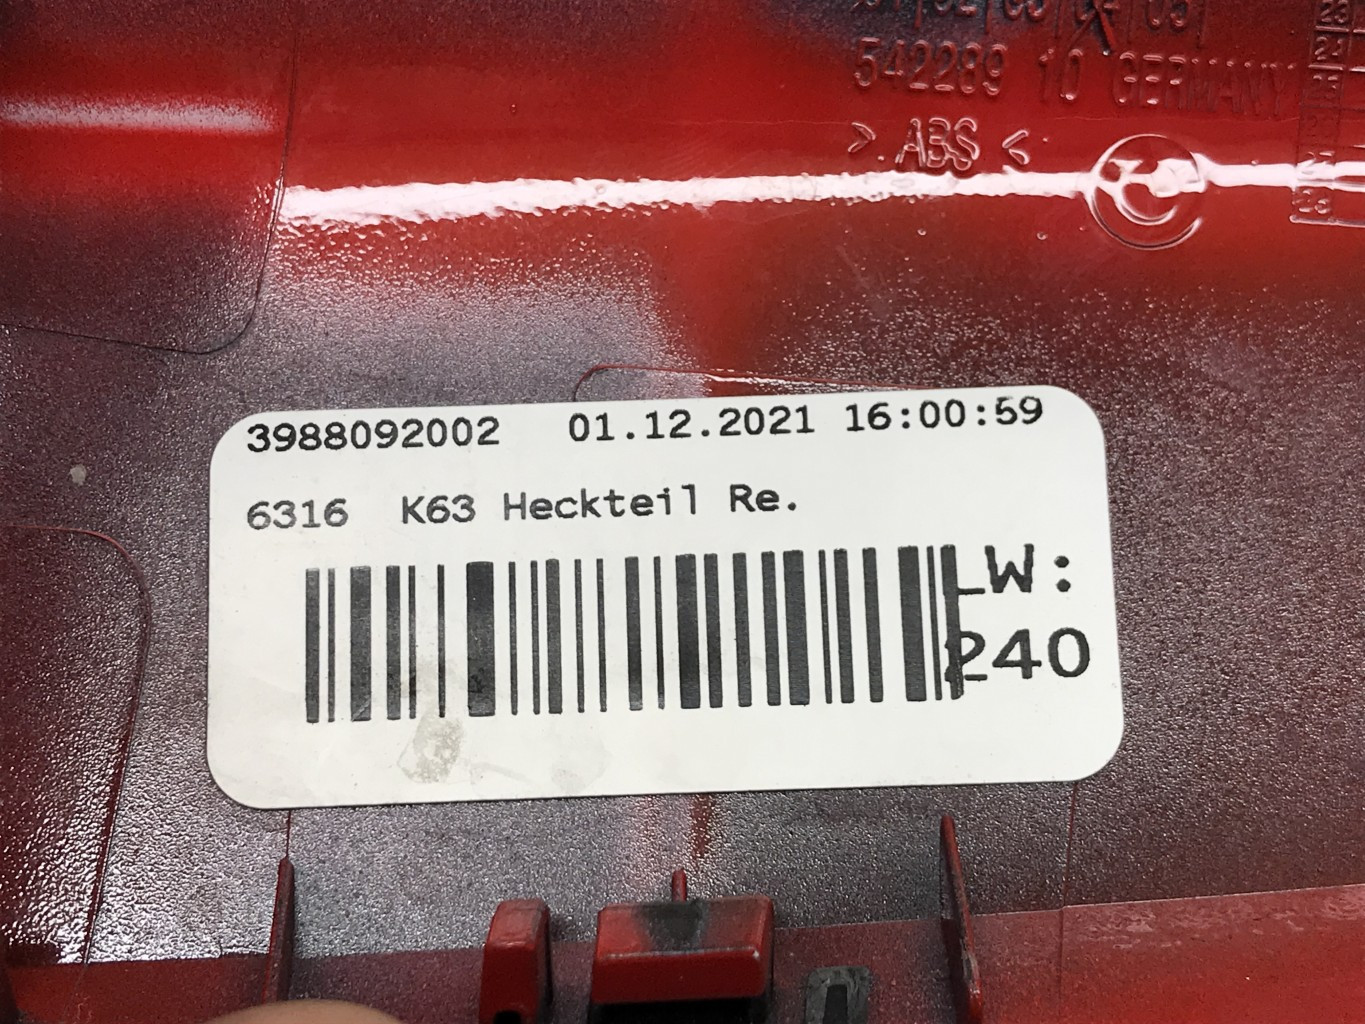 542289 10 GERMANY
> ABS <
3988092002 01.12.2021 16:00:59
6316 K63 Heckteil Re.
LW:
240